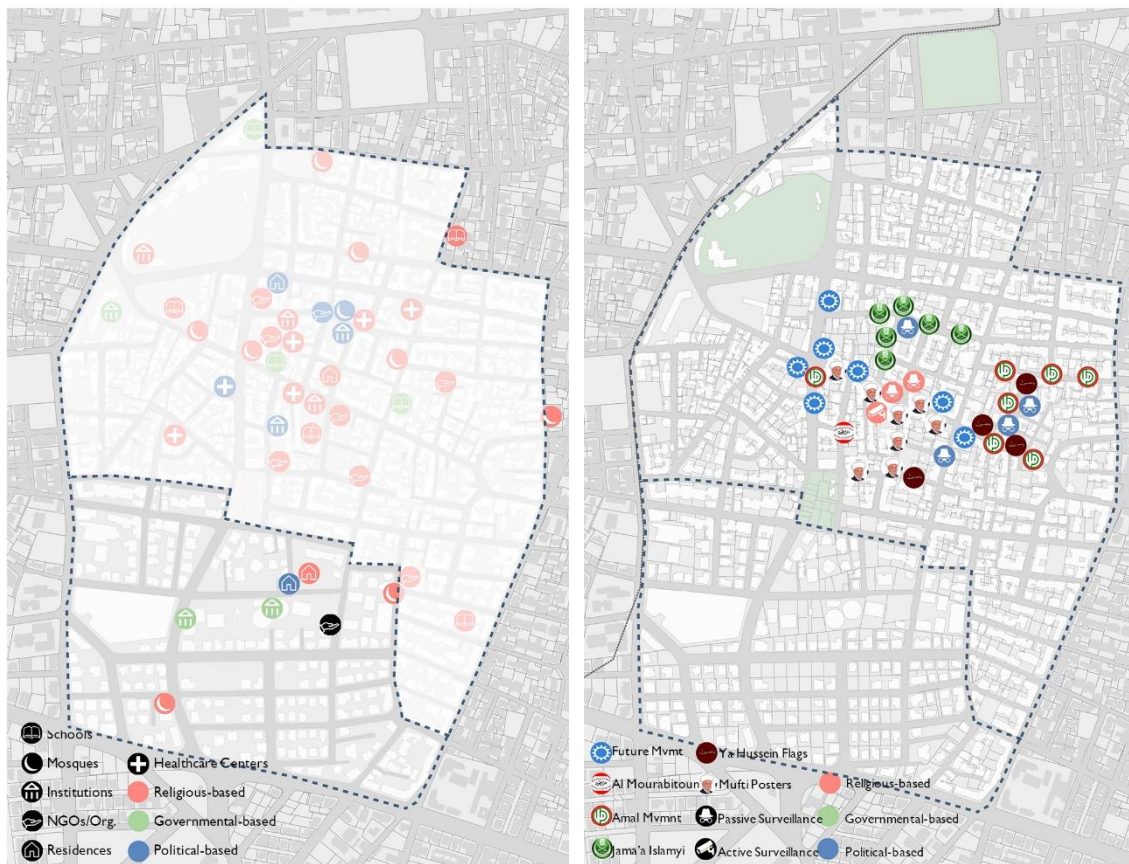 Schools
Mosques
Healthcare Centers
Institutions
Religious-based
NGOs/Org.
Governmental-based
Residences
Political-based
Future Mvmt
Ya Hussein Flags
Al Mourabitoun
Mufti Posters
Religious-based
Amal Mvmnt
Passive Surveillance
Governmental-based
Jama'a Islamyi
Active Surveillance
Political-based